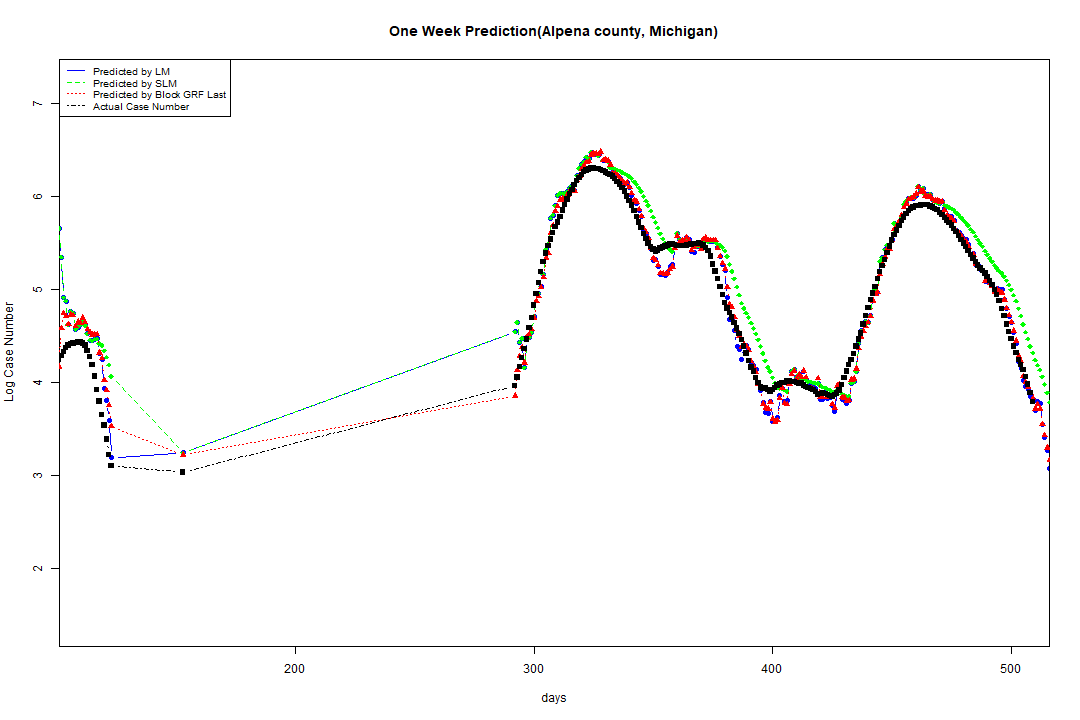 One Week Prediction(Alpena county, Michigan)
Predicted by LM
Predicted by SLM
Predicted by Block GRF Last
Actual Case Number
7
6
5
4
3
2
Log Case Number
200 300 400 500
days